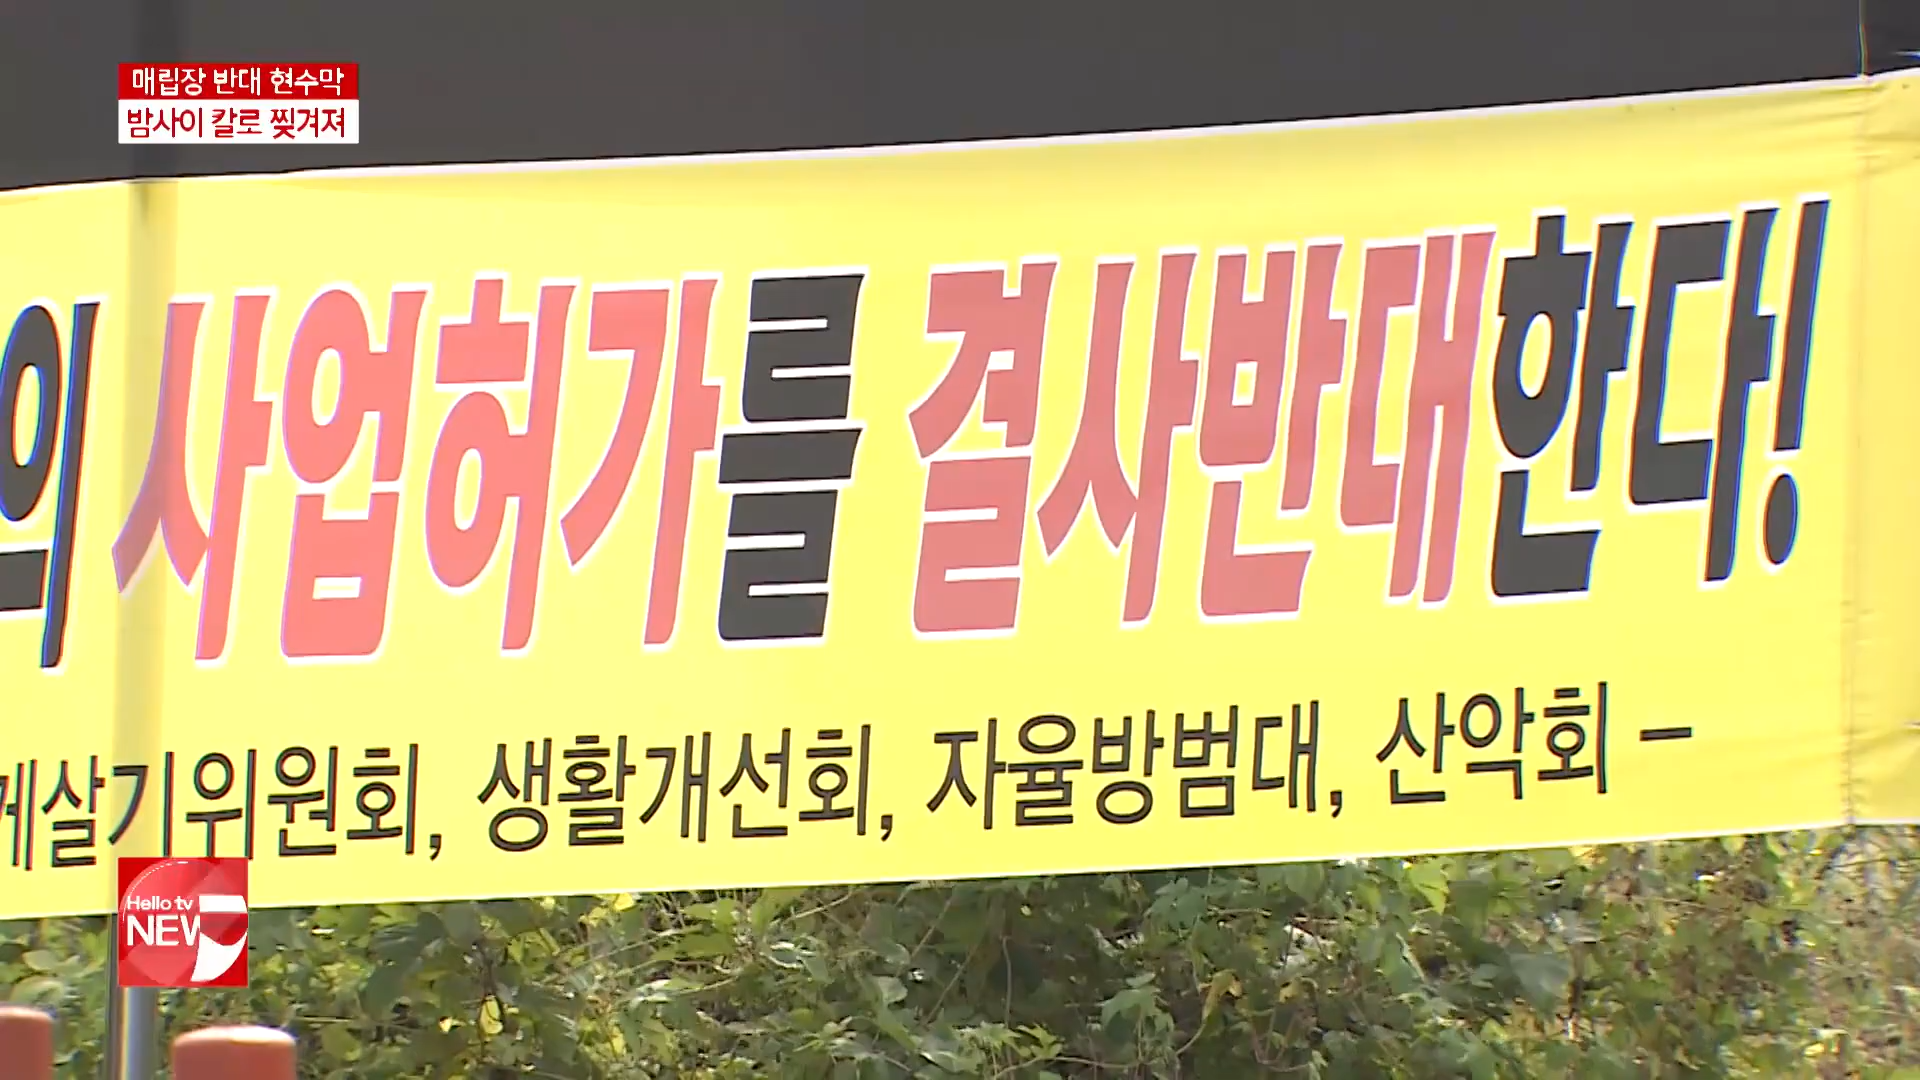 매립장 반대 현수막
밤사이 칼로 찢겨져
의 사업허가를 결사반대한다!
게살기위원회, 생활개선회, 자율방범대, 산악회 –
Hello tv
NEWS